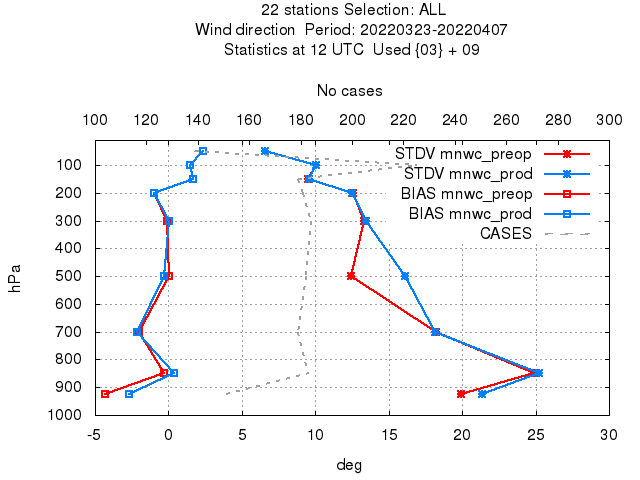 22 stations Selection: ALL
Wind direction  Period: 20220323-20220407
Statistics at 12 UTC  Used {03} + 09
No cases
100 120 140 160 180 200 220 240 260 280 300
STDV mnwc_preop
STDV mnwc_prod
BIAS mnwc_preop
BIAS mnwc_prod
CASES
hPa
100
200
300
400
500
600
700
800
900
1000
-5 0 5 10 15 20 25 30
deg